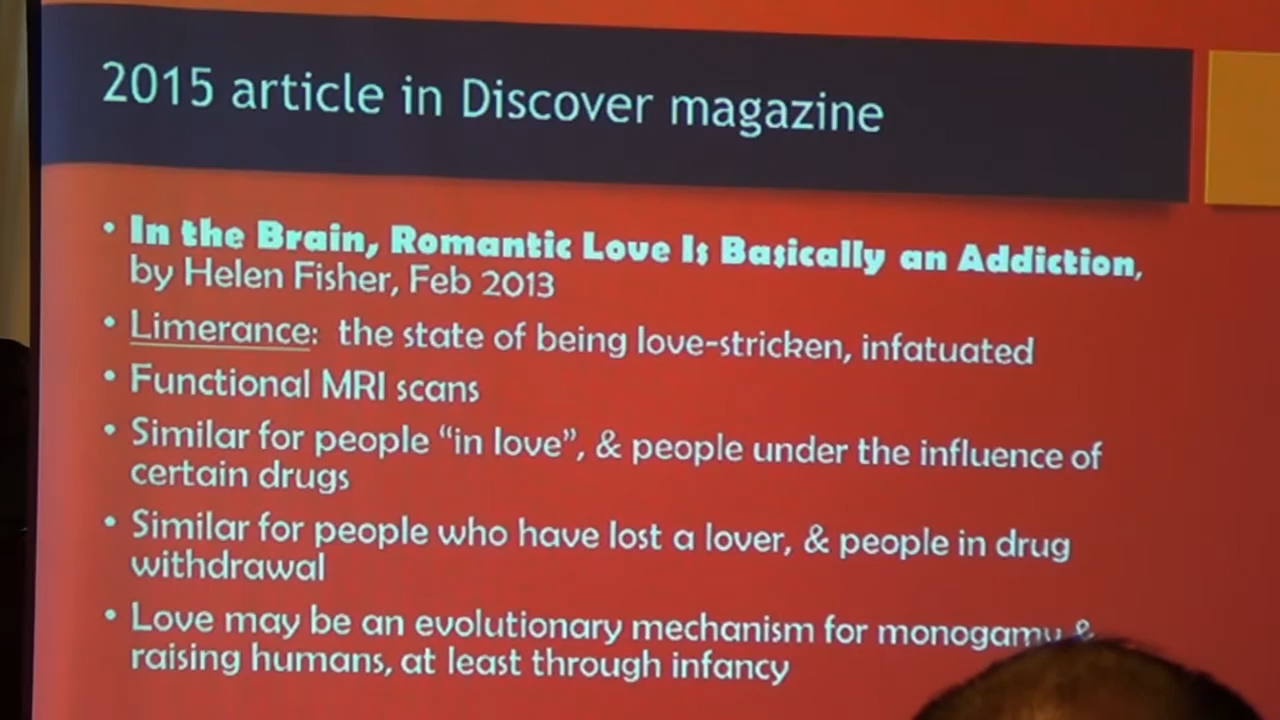 2015 article in Discover magazine
• In the Brain, Romantic Love Is Basically an Addiction,
by Helen Fisher, Feb 2013
• Limerance: the state of being love-stricken, infatuated
• Functional MRI scans
• Similar for people “in love”, & people under the influence of
certain drugs
• Similar for people who have lost a lover, & people in drug
withdrawal
• Love may be an evolutionary mechanism for monogamy &
raising humans, at least through infancy